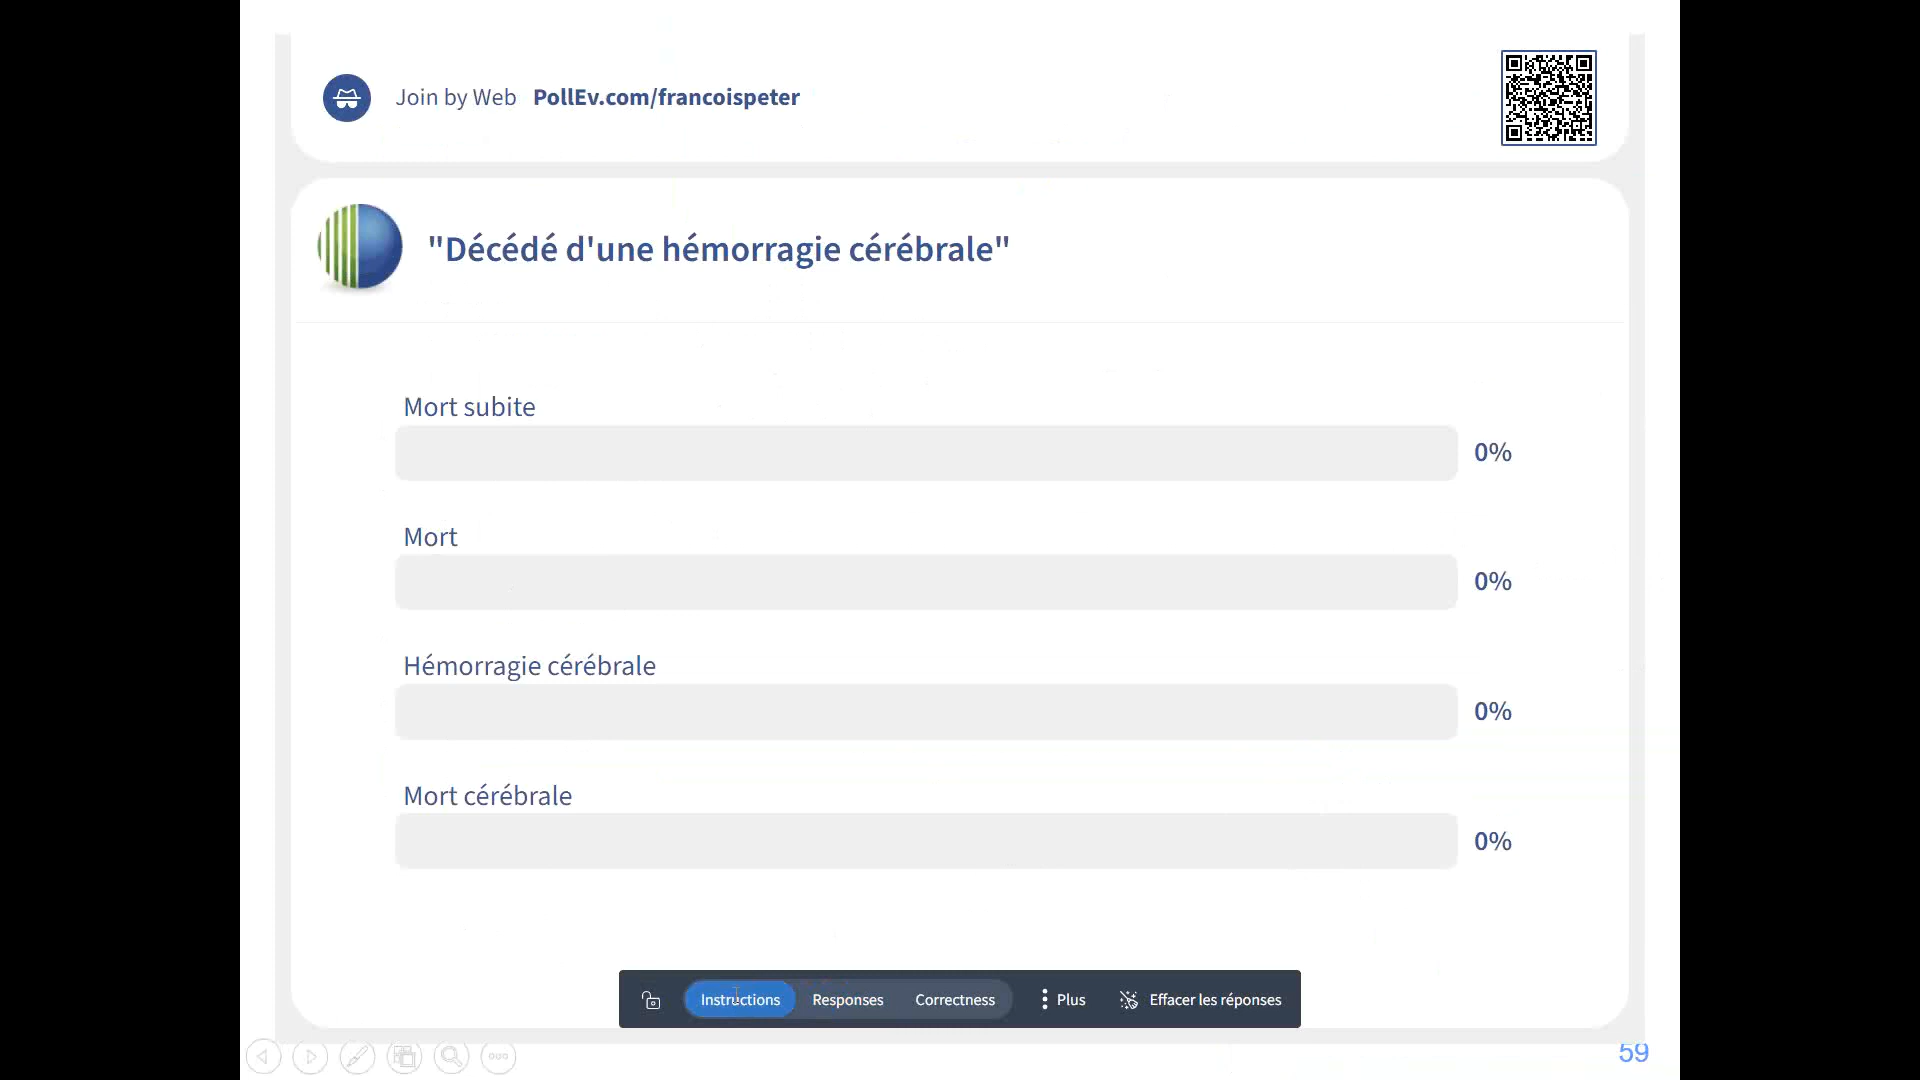 Join by Web PollEv.com/francoispeter
"Décédé d'une hémorragie cérébrale"
Mort subite
0%
Mort
0%
Hémorragie cérébrale
0%
Mort cérébrale
0%
Instructions Responses Correctness Plus Effacer les réponses
59